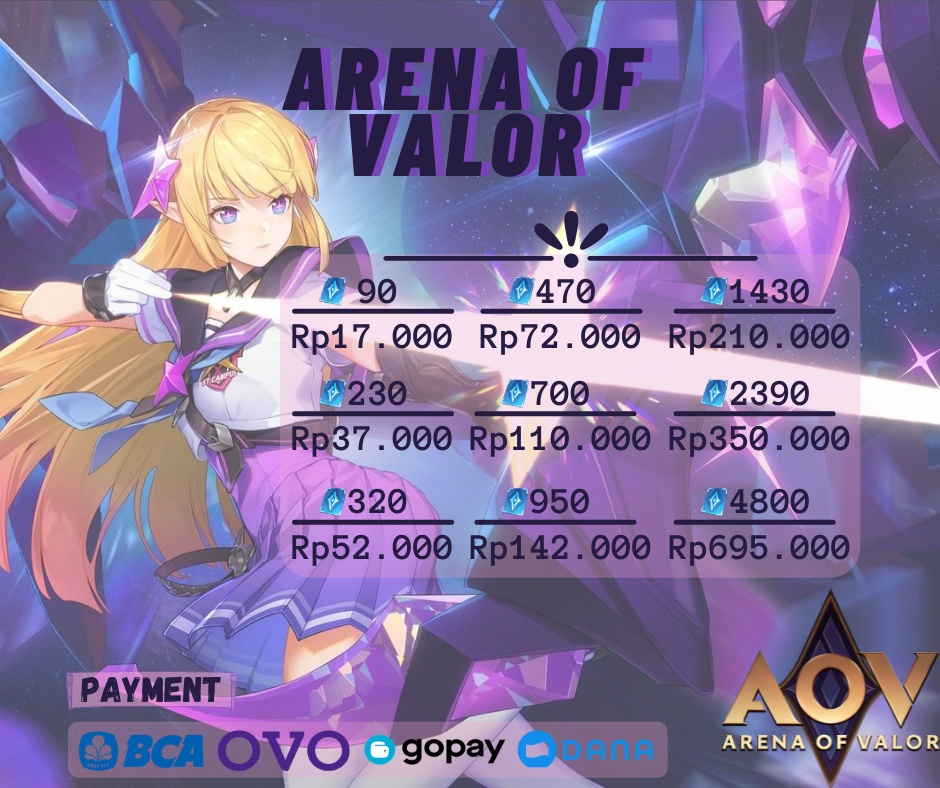 ARENA OF
VALOR
90
470
1430
Rp17.000
Rp72.000
Rp210.000
230
700
2390
Rp37.000
Rp110.000
Rp350.000
320
950
4800
Rp52.000
Rp142.000
Rp695.000
PAYMENT
BCA
OVO
gopay
DANA
AOV
ARENA OF VALOR